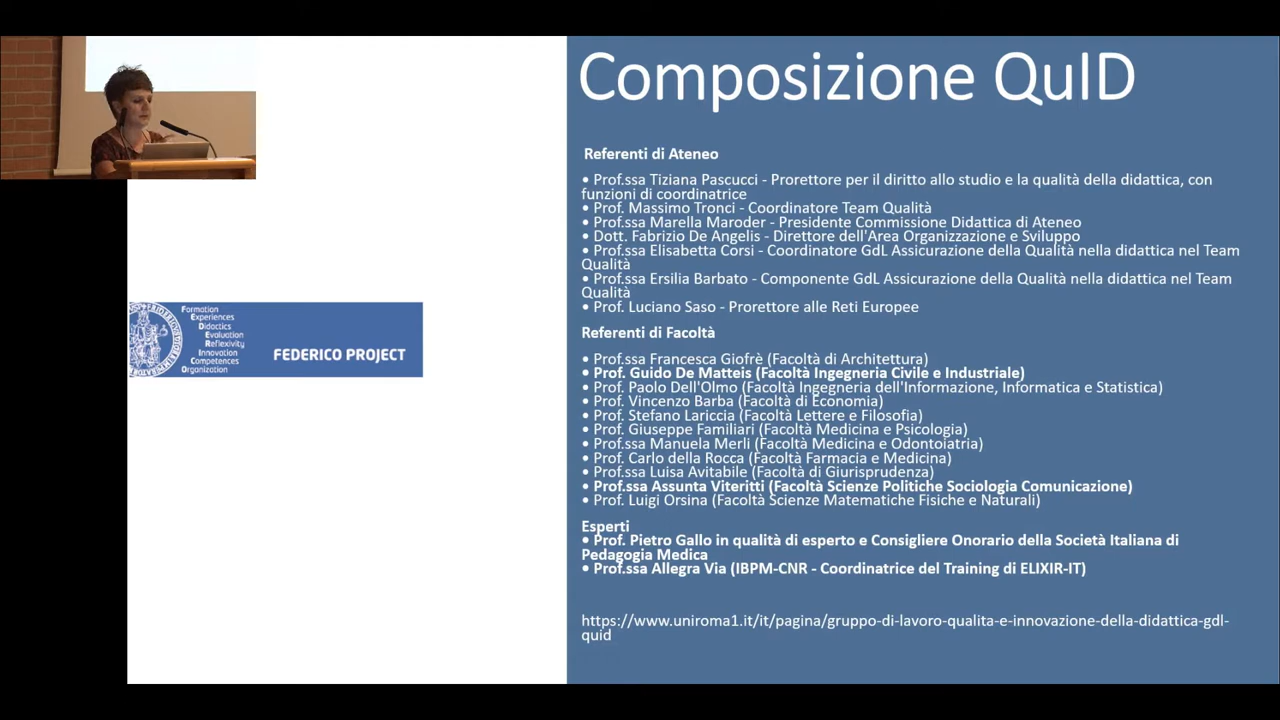 Composizione QuID
Referenti di Ateneo
• Prof.ssa Tiziana Pascucci - Prorettore per il diritto allo studio e la qualità della didattica, con
funzioni di coordinatrice
• Prof. Massimo Tronci - Coordinatore Team Qualità
• Prof.ssa Marella Maroder - Presidente Commissione Didattica di Ateneo
• Dott. Fabrizio De Angelis - Direttore dell'Area Organizzazione e Sviluppo
• Prof.ssa Elisabetta Corsi - Coordinatore GdL Assicurazione della Qualità nella didattica nel Team
Qualità
• Prof.ssa Ersilia Barbato - Componente GdL Assicurazione della Qualità nella didattica nel Team
Qualità
• Prof. Luciano Saso - Prorettore alle Reti Europee
Referenti di Facoltà
• Prof.ssa Francesca Giofrè (Facoltà di Architettura)
• Prof. Guido De Matteis (Facoltà Ingegneria Civile e Industriale)
• Prof. Paolo Dell'Olmo (Facoltà Ingegneria dell'Informazione, Informatica e Statistica)
• Prof. Vincenzo Barba (Facoltà di Economia)
• Prof. Stefano Lariccia (Facoltà Lettere e Filosofia)
• Prof. Giuseppe Familiari (Facoltà Medicina e Psicologia)
• Prof.ssa Manuela Merli (Facoltà Medicina e Odontoiatria)
• Prof. Carlo della Rocca (Facoltà Farmacia e Medicina)
• Prof.ssa Luisa Avitabile (Facoltà di Giurisprudenza)
• Prof.ssa Assunta Viteritti (Facoltà Scienze Politiche Sociologia Comunicazione)
• Prof. Luigi Orsina (Facoltà Scienze Matematiche Fisiche e Naturali)
Esperti
• Prof. Pietro Gallo in qualità di esperto e Consigliere Onorario della Società Italiana di
Pedagogia Medica
• Prof.ssa Allegra Via (IBPM-CNR - Coordinatrice del Training di ELIXIR-IT)
https://www.uniroma1.it/it/pagina/gruppo-di-lavoro-qualita-e-innovazione-della-didattica-gdl-
quid
Formation
Experiences
Didactics
Evaluation
Reflexivity
Innovation
Competences
Organization
FEDERICO PROJECT